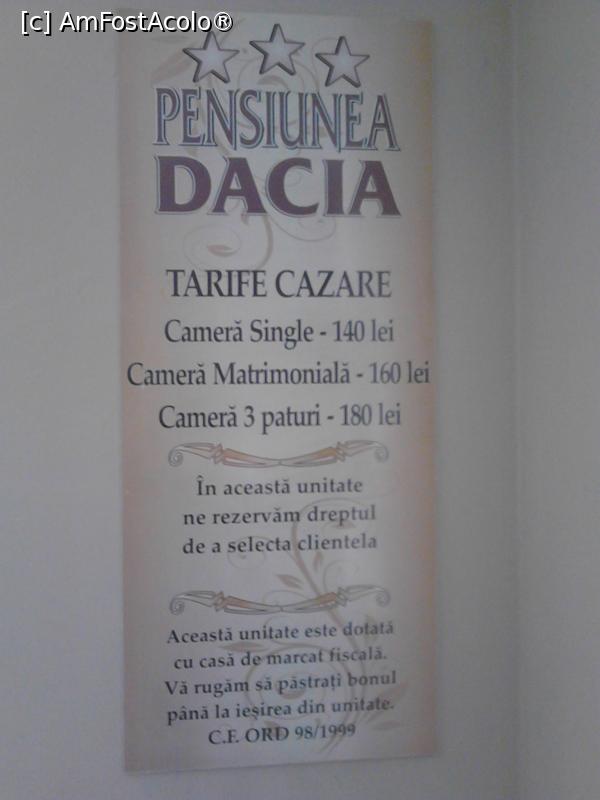 [c] AmFostAcolo®
PENSIUNEA
DACIA
TARIFE CAZARE
Cameră Single - 140 lei
Cameră Matrimonială - 160 lei
Cameră 3 paturi - 180 lei
În această unitate
ne rezervăm dreptul
de a selecta clientela
Această unitate este dotată
cu casă de marcat fiscală.
Vă rugăm să păstrați bonul
până la ieșirea din unitate.
C.F. ORD 98/1999